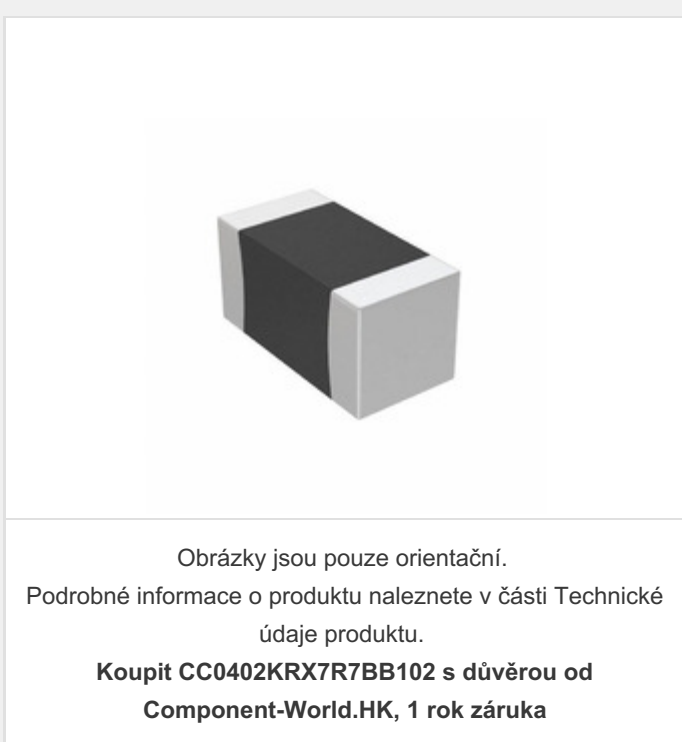 Obrázky jsou pouze orientační.
Podrobné informace o produktu naleznete v části Technické
údaje produktu.
Koupit CC0402KRX7R7BB102 s důvěrou od
Component-World.HK, 1 rok záruka